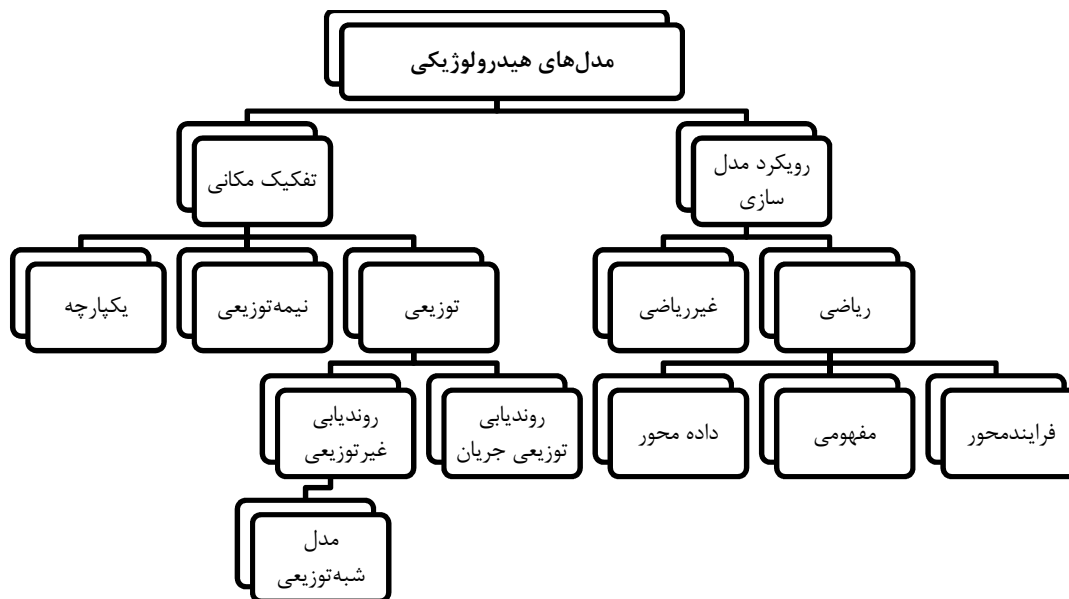 مدل‌های هیدرولوژیکی
رویکرد مدل
سازی
تفکیک مکانی
ریاضی
غیرریاضی
توزیعی
نیمه‌توزیعی
یکپارچه
فرایندمحور
مفهومی
داده محور
روندیابی
توزیعی جریان
روندیابی
غیرتوزیعی
مدل
شبه‌توزیعی